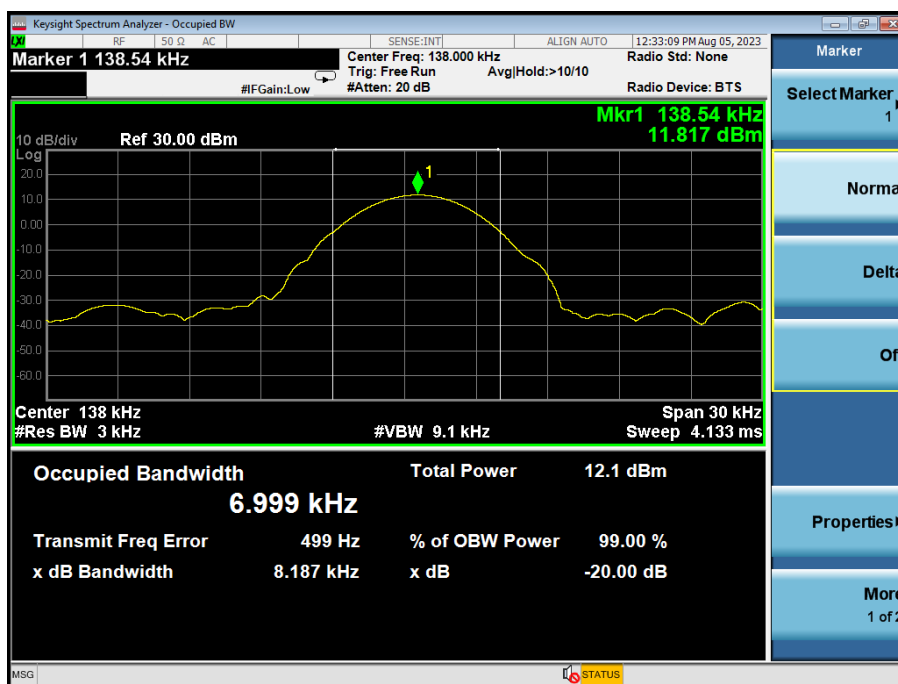 Keysight Spectrum Analyzer - Occupied BW
LXI RF 50 Ω AC SENSE:INT ALIGN AUTO 12:33:09 PM Aug 05, 2023
Marker 1 138.54 kHz
Center Freq: 138.000 kHz
Radio Std: None
Trig: Free Run Avg|Hold:>10/10
#IFGain:Low #Atten: 20 dB Radio Device: BTS
Mkr1 138.54 kHz
11.817 dBm
10 dB/div Ref 30.00 dBm
Log
20.0
10.0
0.00
-10.0
-20.0
-30.0
-40.0
-50.0
-60.0
1
Center 138 kHz Span 30 kHz
#Res BW 3 kHz #VBW 9.1 kHz Sweep 4.133 ms
Occupied Bandwidth Total Power 12.1 dBm
6.999 kHz
Transmit Freq Error 499 Hz % of OBW Power 99.00 %
x dB Bandwidth 8.187 kHz x dB -20.00 dB
MSG STATUS
Marker
Select Marker
1
Norma
Delta
Of
Properties
More
1 of 2